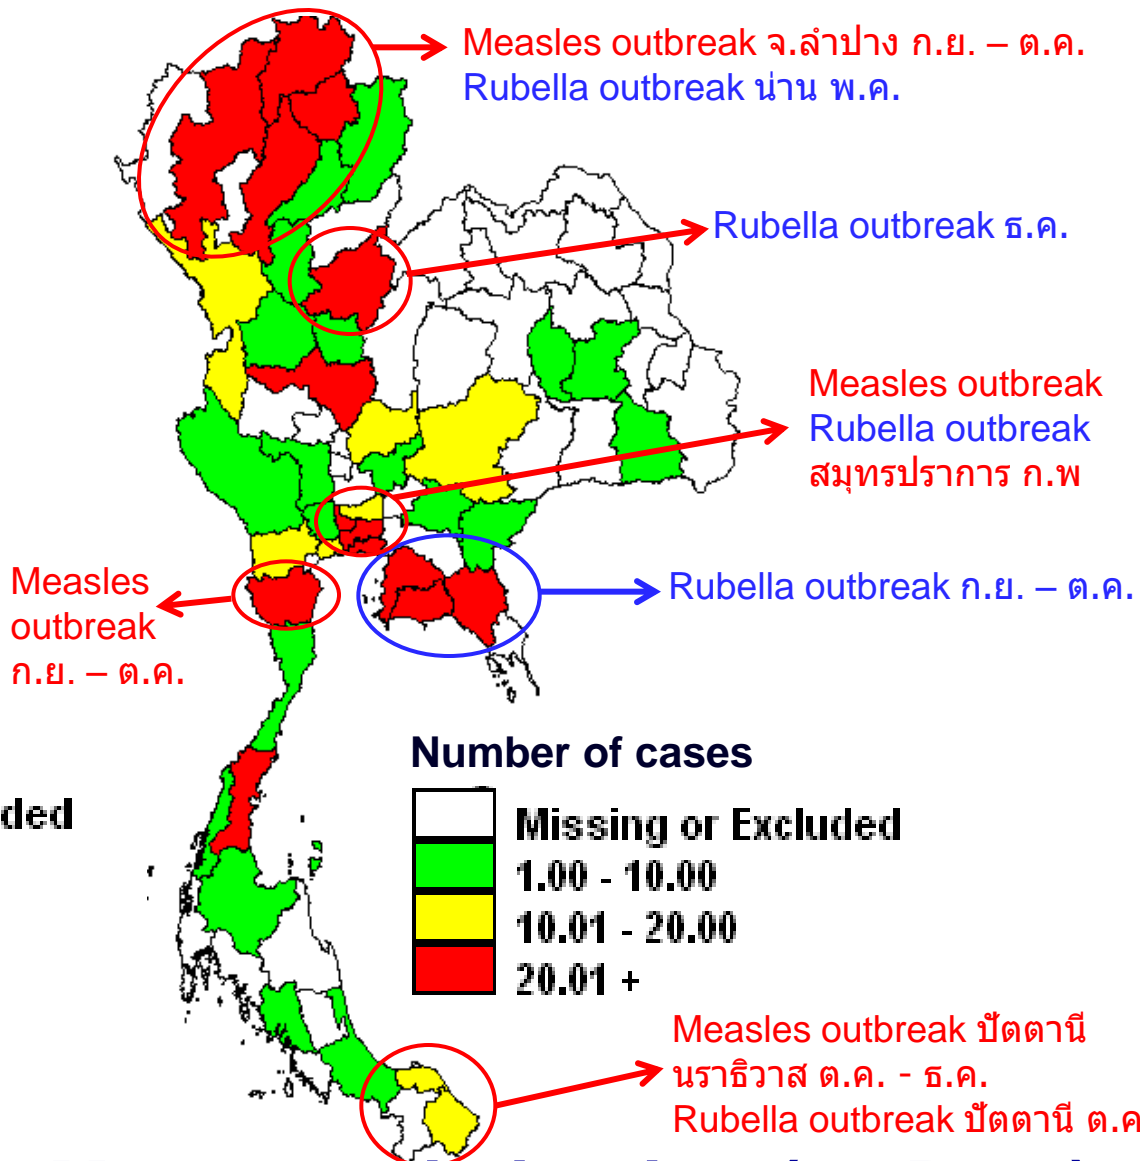 Measles outbreak จ.ลำปาง ก.ย. – ต.ค.
Rubella outbreak น่าน พ.ค.
Rubella outbreak ธ.ค.
Measles outbreak
Rubella outbreak
สมุทรปราการ ก.พ
Rubella outbreak ก.ย. – ต.ค.
Measles
outbreak
ก.ย. – ต.ค.
Number of cases
ded
Missing or Excluded
1.00 - 10.00
10.01 - 20.00
20.01 +
Measles outbreak ปัตตานี
นราธิวาส ต.ค. - ธ.ค.
Rubella outbreak ปัตตานี ต.ค